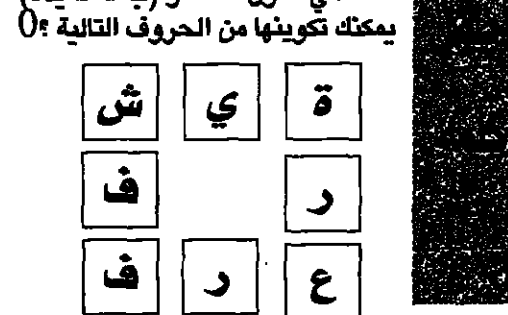 يمكنك تكوينها من الحروف التالية ؟()
ة ي ش
ر ف
ع ر ف